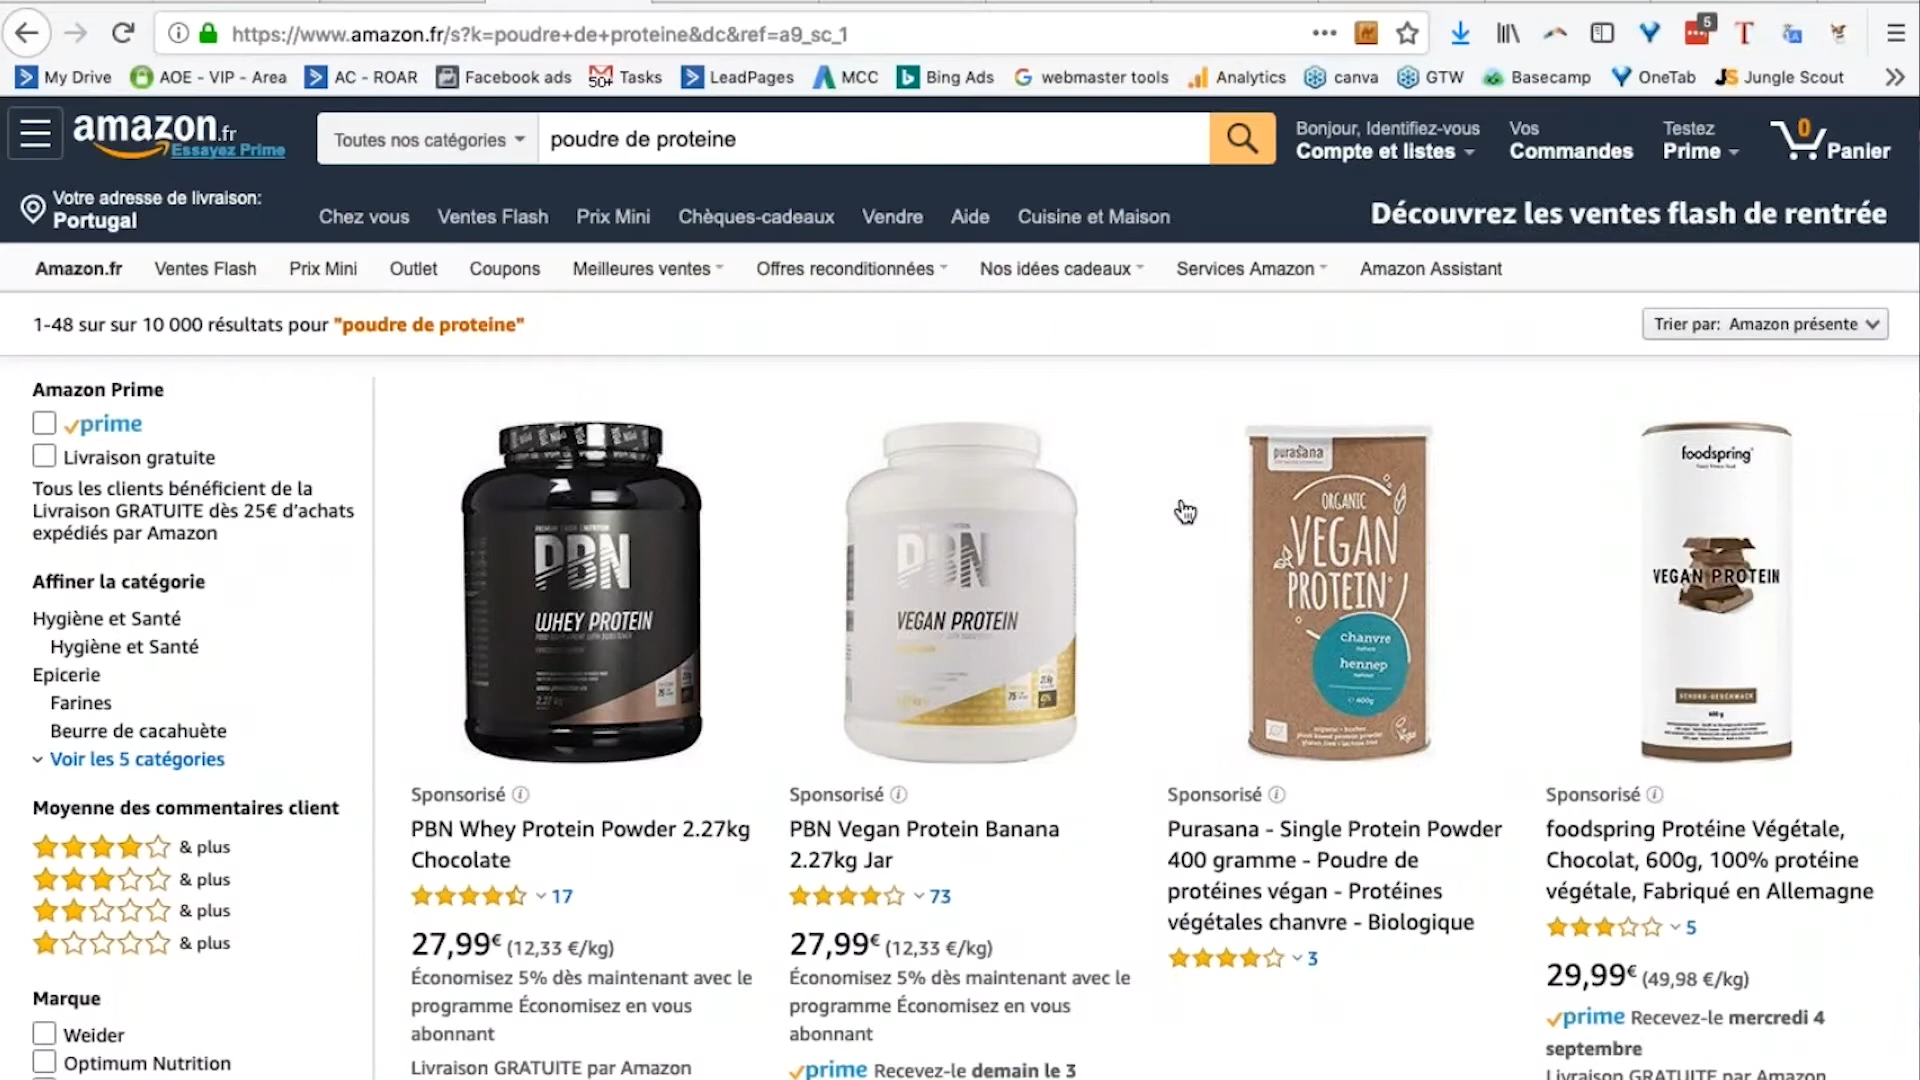 https://www.amazon.fr/s?k=poudre+de+proteine&dc&ref=a9_sc_1
5
My Drive
AOE - VIP - Area
AC - ROAR
Facebook ads
50+
Tasks
LeadPages
MCC
Bing Ads
webmaster tools
Analytics
canva
GTW
Basecamp
OneTab
Jungle Scout
amazon.fr
Essayez Prime
Toutes nos catégories
poudre de proteine
Bonjour, Identifiez-vous
Compte et listes
Vos
Commandes
Testez
Prime
0
Panier
Votre adresse de livraison:
Portugal
Chez vous
Ventes Flash
Prix Mini
Chèques-cadeaux
Vendre
Aide
Cuisine et Maison
Découvrez les ventes flash de rentrée
Amazon.fr
Ventes Flash
Prix Mini
Outlet
Coupons
Meilleures ventes
Offres reconditionnées
Nos idées cadeaux
Services Amazon
Amazon Assistant
1-48 sur sur 10 000 résultats pour "poudre de proteine"
Trier par: Amazon présente
Amazon Prime
prime
Livraison gratuite
Tous les clients bénéficient de la
Livraison GRATUITE dès 25€ d'achats
expédiés par Amazon
Affiner la catégorie
Hygiène et Santé
Hygiène et Santé
Epicerie
Farines
Beurre de cacahuète
Voir les 5 catégories
Moyenne des commentaires client
& plus
& plus
& plus
& plus
Marque
Weider
Optimum Nutrition
PBN
WHEY PROTEIN
2.27 kg
Sponsorisé
PBN Whey Protein Powder 2.27kg
Chocolate
17
27,99€ (12,33 €/kg)
Économisez 5% dès maintenant avec le
programme Économisez en vous
abonnant
Livraison GRATUITE par Amazon
PBN
VEGAN PROTEIN
Sponsorisé
PBN Vegan Protein Banana
2.27kg Jar
73
27,99€ (12,33 €/kg)
Économisez 5% dès maintenant avec le
programme Économisez en vous
abonnant
prime Recevez-le demain le 3
purasana
ORGANIC
VEGAN
PROTEIN
chanvre
hennep
400g
Sponsorisé
Purasana - Single Protein Powder
400 gramme - Poudre de
protéines végan - Protéines
végétales chanvre - Biologique
3
foodspring
VEGAN PROTEIN
SCHOKO-GESCHMACK
Sponsorisé
foodspring Protéine Végétale,
Chocolat, 600g, 100% protéine
végétale, Fabriqué en Allemagne
5
29,99€ (49,98 €/kg)
prime Recevez-le mercredi 4
septembre
Livraison GRATUITE par Amazon